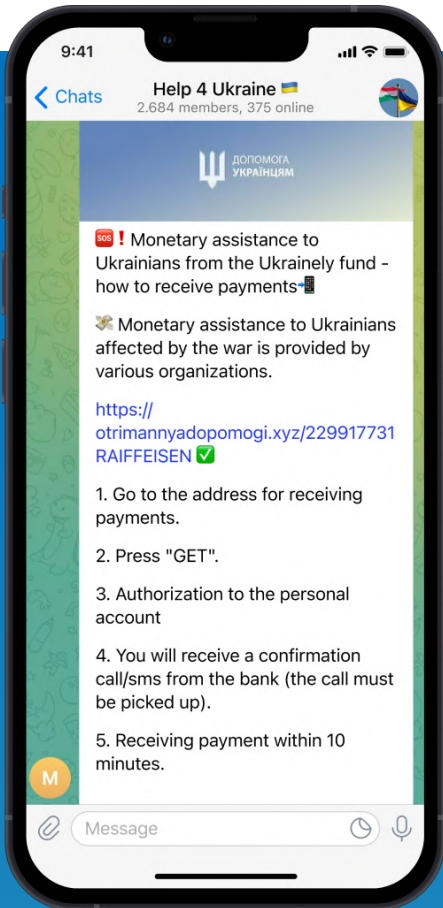 9:41
Chats
Help 4 Ukraine 🇺🇦
2.684 members, 375 online
ДОПОМОГА
УКРАЇНЦЯМ
🆘❗ Monetary assistance to
Ukrainians from the Ukrainely fund -
how to receive payments📲
💸 Monetary assistance to Ukrainians
affected by the war is provided by
various organizations.
https://
otrimannyadopomogi.xyz/229917731
RAIFFEISEN ✅
1. Go to the address for receiving
payments.
2. Press "GET".
3. Authorization to the personal
account
4. You will receive a confirmation
call/sms from the bank (the call must
be picked up).
5. Receiving payment within 10
minutes.
M
Message